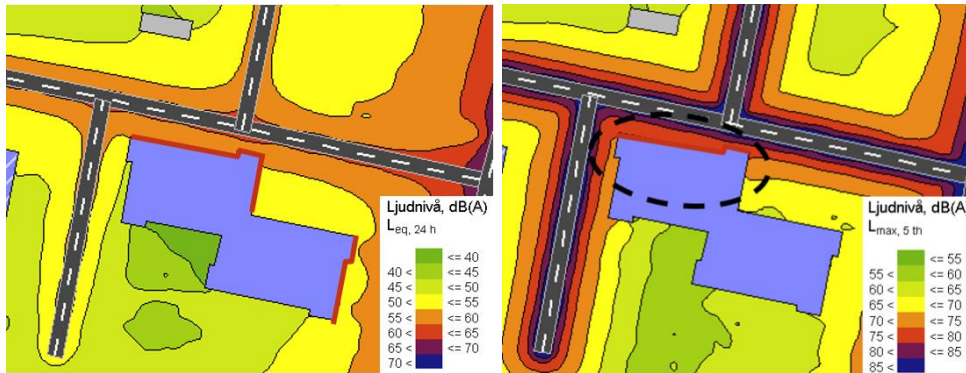 Ljudnivå, dB(A)
Leq, 24 h
<= 40
40 < <= 45
45 < <= 50
50 < <= 55
55 < <= 60
60 < <= 65
65 < <= 70
70 <
Ljudnivå, dB(A
Lmax, 5 th
<= 55
55 < <= 60
60 < <= 65
65 < <= 70
70 < <= 75
75 < <= 80
80 < <= 85
85 <